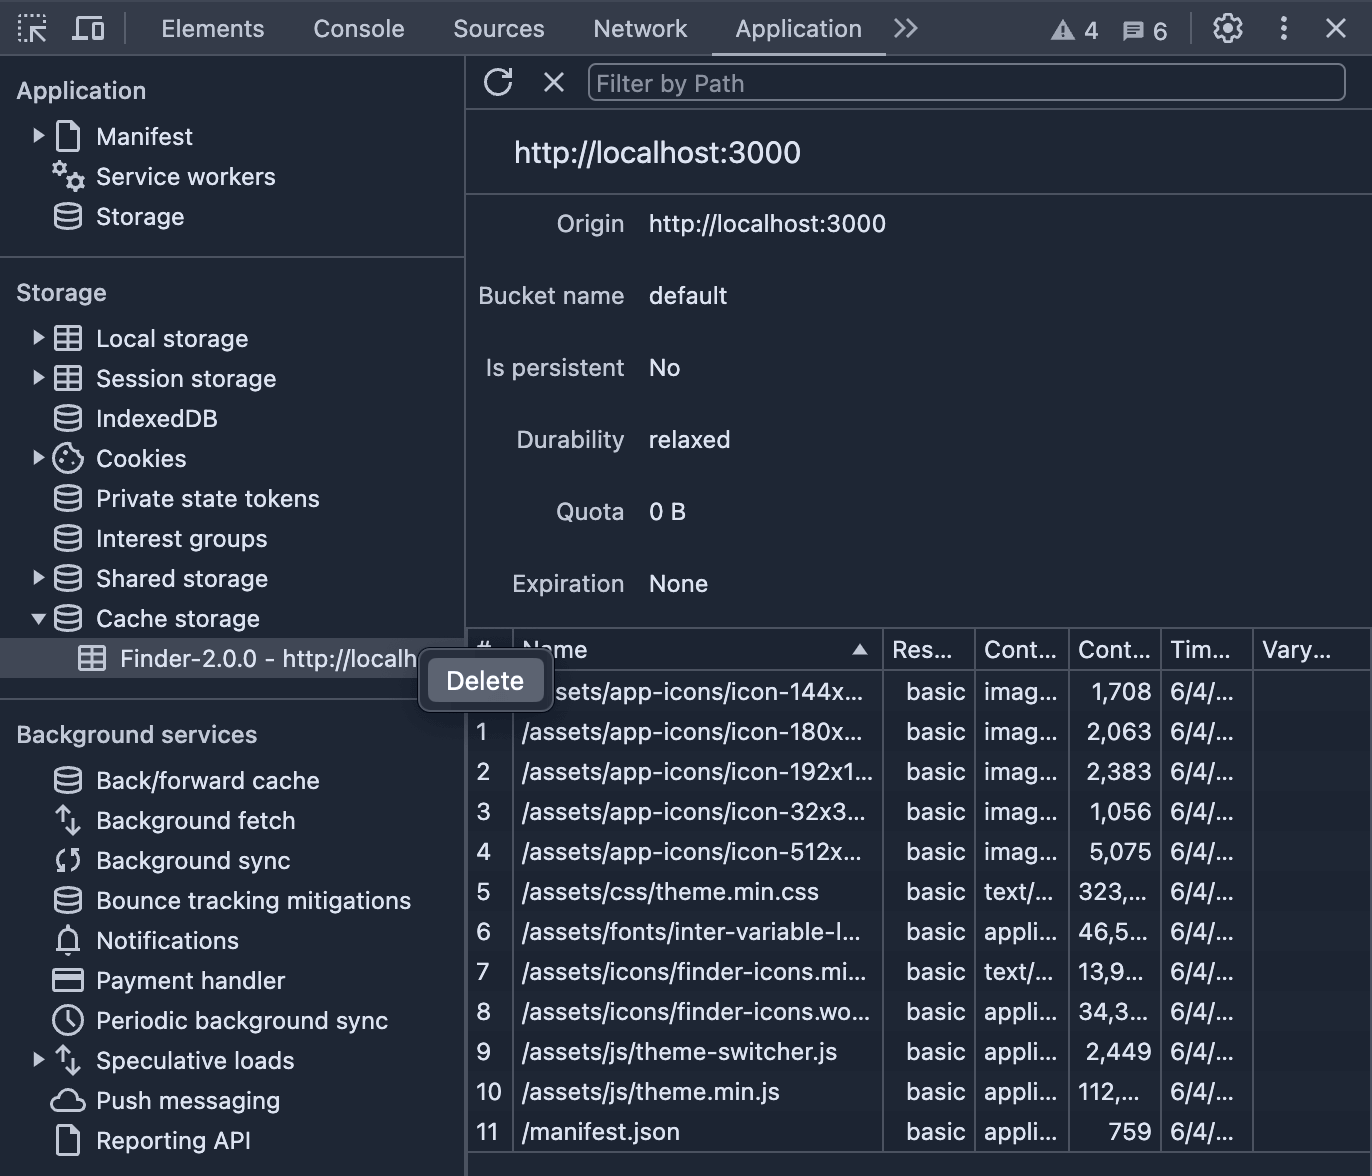 Elements Console Sources Network Application 4 6
Application
Manifest
Service workers
Storage
Storage
Local storage
Session storage
IndexedDB
Cookies
Private state tokens
Interest groups
Shared storage
Cache storage
Finder-2.0.0 - http://localh
Delete
Background services
Back/forward cache
Background fetch
Background sync
Bounce tracking mitigations
Notifications
Payment handler
Periodic background sync
Speculative loads
Push messaging
Reporting API
Filter by Path
http://localhost:3000
Origin http://localhost:3000
Bucket name default
Is persistent No
Durability relaxed
Quota 0 B
Expiration None
# Name Res... Cont... Cont... Tim... Vary...
ssets/app-icons/icon-144x... basic imag... 1,708 6/4/...
1 /assets/app-icons/icon-180x... basic imag... 2,063 6/4/...
2 /assets/app-icons/icon-192x1... basic imag... 2,383 6/4/...
3 /assets/app-icons/icon-32x3... basic imag... 1,056 6/4/...
4 /assets/app-icons/icon-512x... basic imag... 5,075 6/4/...
5 /assets/css/theme.min.css basic text/... 323,... 6/4/...
6 /assets/fonts/inter-variable-l... basic appli... 46,5... 6/4/...
7 /assets/icons/finder-icons.mi... basic text/... 13,9... 6/4/...
8 /assets/icons/finder-icons.wo... basic appli... 34,3... 6/4/...
9 /assets/js/theme-switcher.js basic appli... 2,449 6/4/...
10 /assets/js/theme.min.js basic appli... 112,... 6/4/...
11 /manifest.json basic appli... 759 6/4/...